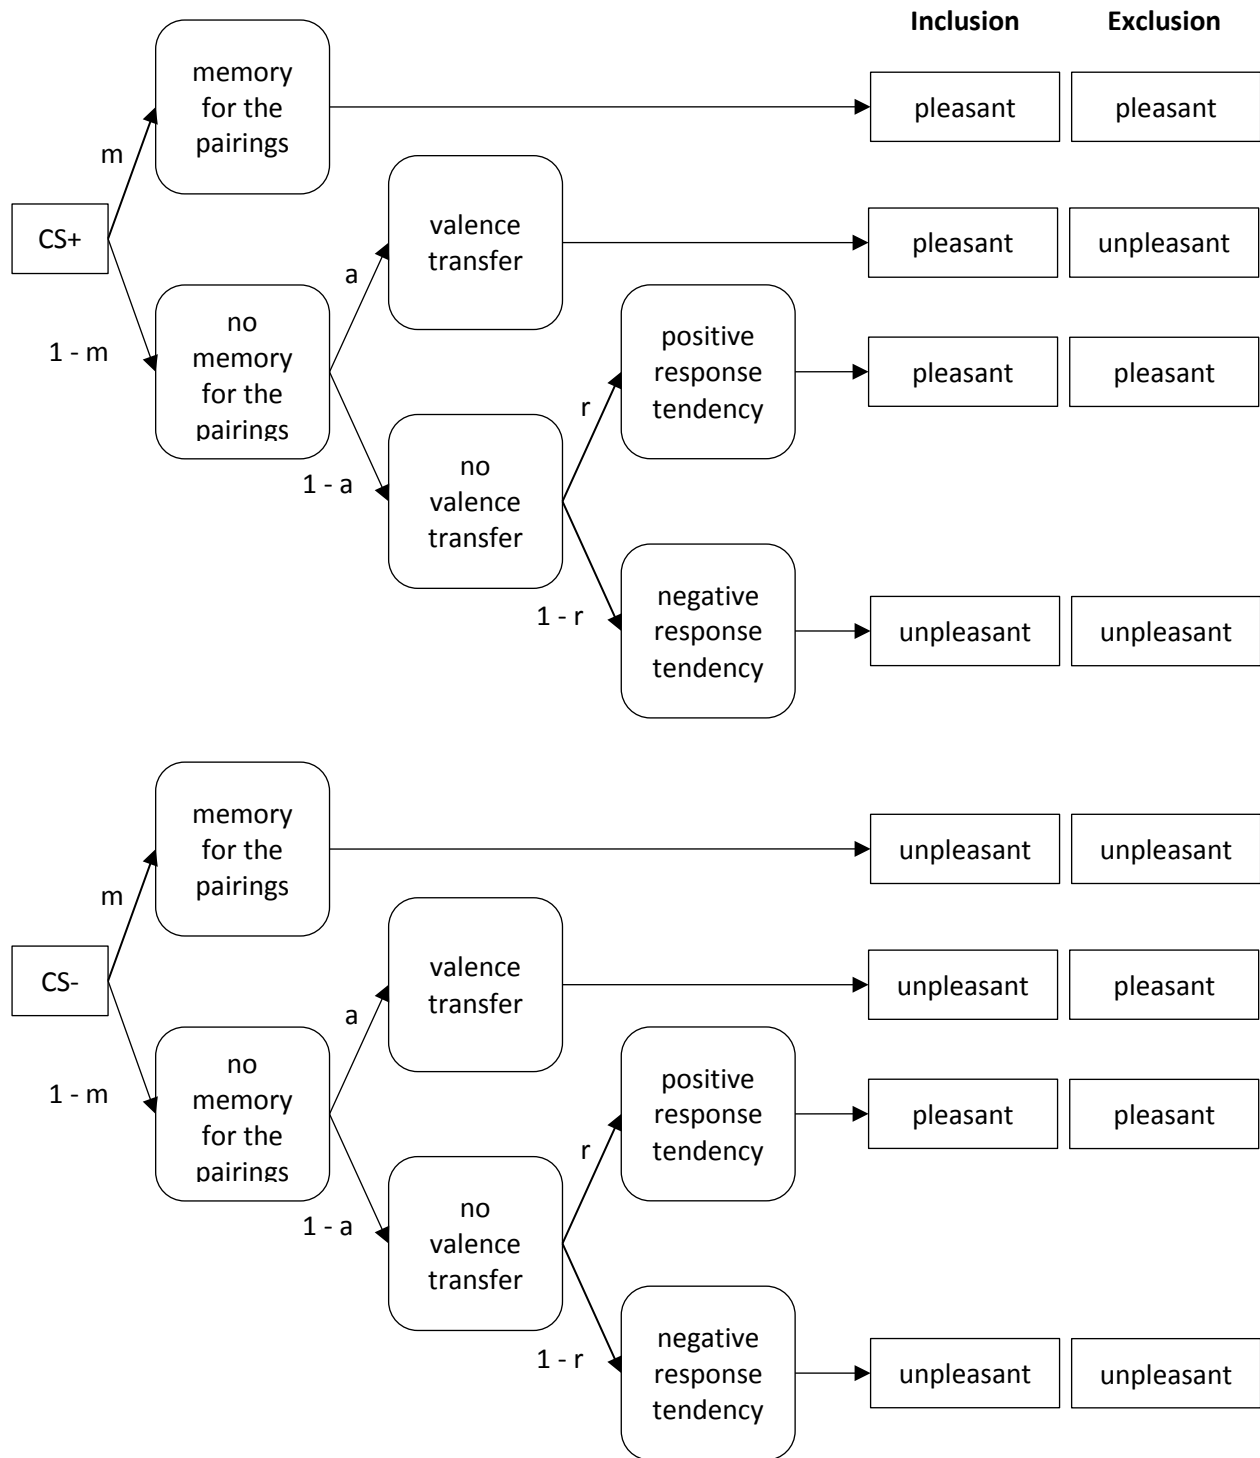 Inclusion Exclusion
memory
for the
pairings
pleasant pleasant
m
CS+
valence
transfer
pleasant unpleasant
a
1 - m
no
memory
for the
pairings
positive
response
tendency
pleasant pleasant
r
1 - a
no
valence
transfer
1 - r
negative
response
tendency
unpleasant unpleasant
memory
for the
pairings
unpleasant unpleasant
m
CS-
valence
transfer
unpleasant pleasant
a
1 - m
no
memory
for the
pairings
positive
response
tendency
pleasant pleasant
r
1 - a
no
valence
transfer
1 - r
negative
response
tendency
unpleasant unpleasant